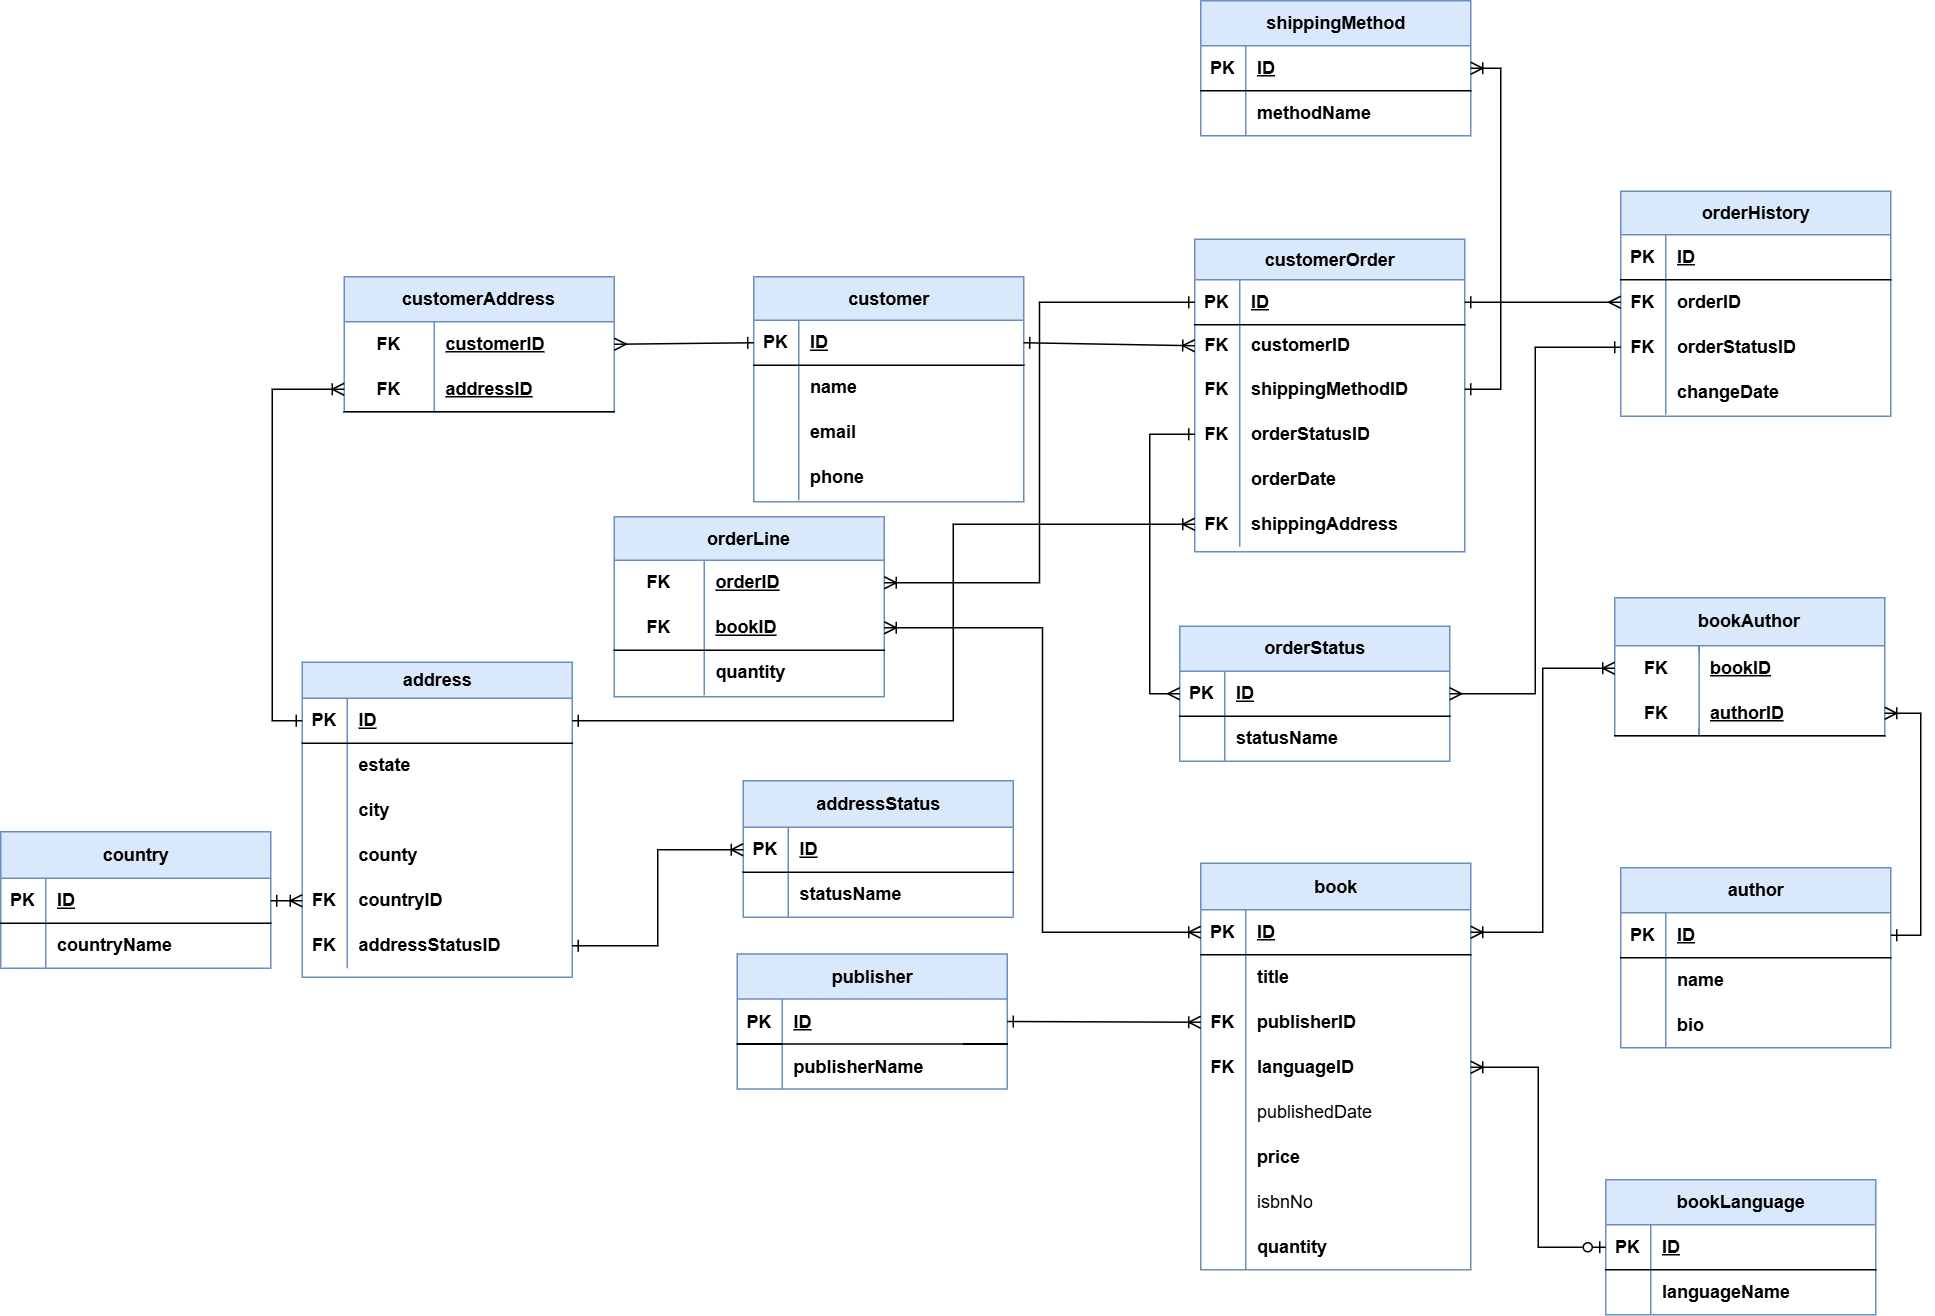 shippingMethod
PK ID
methodName
orderHistory
PK ID
FK orderID
FK orderStatusID
changeDate
customerOrder
PK ID
FK customerID
FK shippingMethodID
FK orderStatusID
orderDate
FK shippingAddress
customerAddress
FK customerID
FK addressID
customer
PK ID
name
email
phone
orderLine
FK orderID
FK bookID
quantity
bookAuthor
FK bookID
FK authorID
orderStatus
PK ID
statusName
address
PK ID
estate
city
county
FK countryID
FK addressStatusID
addressStatus
PK ID
statusName
country
PK ID
countryName
book
PK ID
title
FK publisherID
FK languageID
publishedDate
price
isbnNo
quantity
author
PK ID
name
bio
publisher
PK ID
publisherName
bookLanguage
PK ID
languageName